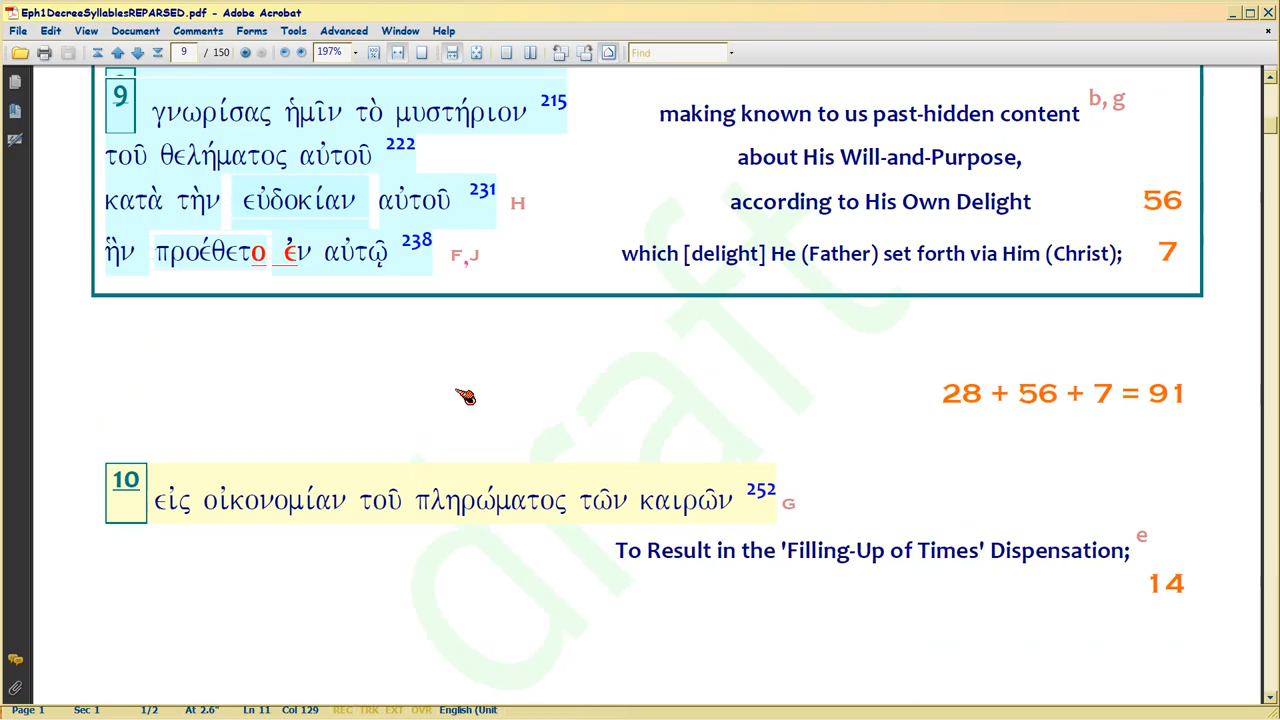 Eph1DecreeSyllablesREPARSED.pdf - Adobe Acrobat
File Edit View Document Comments Forms Tools Advanced Window Help
9 / 150 197% Find
9 γνωρίσας ἡμῖν τὸ μυστήριον 215 making known to us past-hidden content b, g
τοῦ θελήματος αὐτοῦ 222 about His Will-and-Purpose,
κατὰ τὴν εὐδοκίαν αὐτοῦ 231 H according to His Own Delight 56
ἣν προέθετο ἐν αὐτῷ 238 F,J which [delight] He (Father) set forth via Him (Christ); 7
28 + 56 + 7 = 91
10 εἰς οἰκονομίαν τοῦ πληρώματος τῶν καιρῶν 252 G
To Result in the 'Filling-Up of Times' Dispensation; e
14
draft
Page 1 Sec 1 1/2 At 2.6" Ln 11 Col 129 REC TRK EXT OVR English (Unit